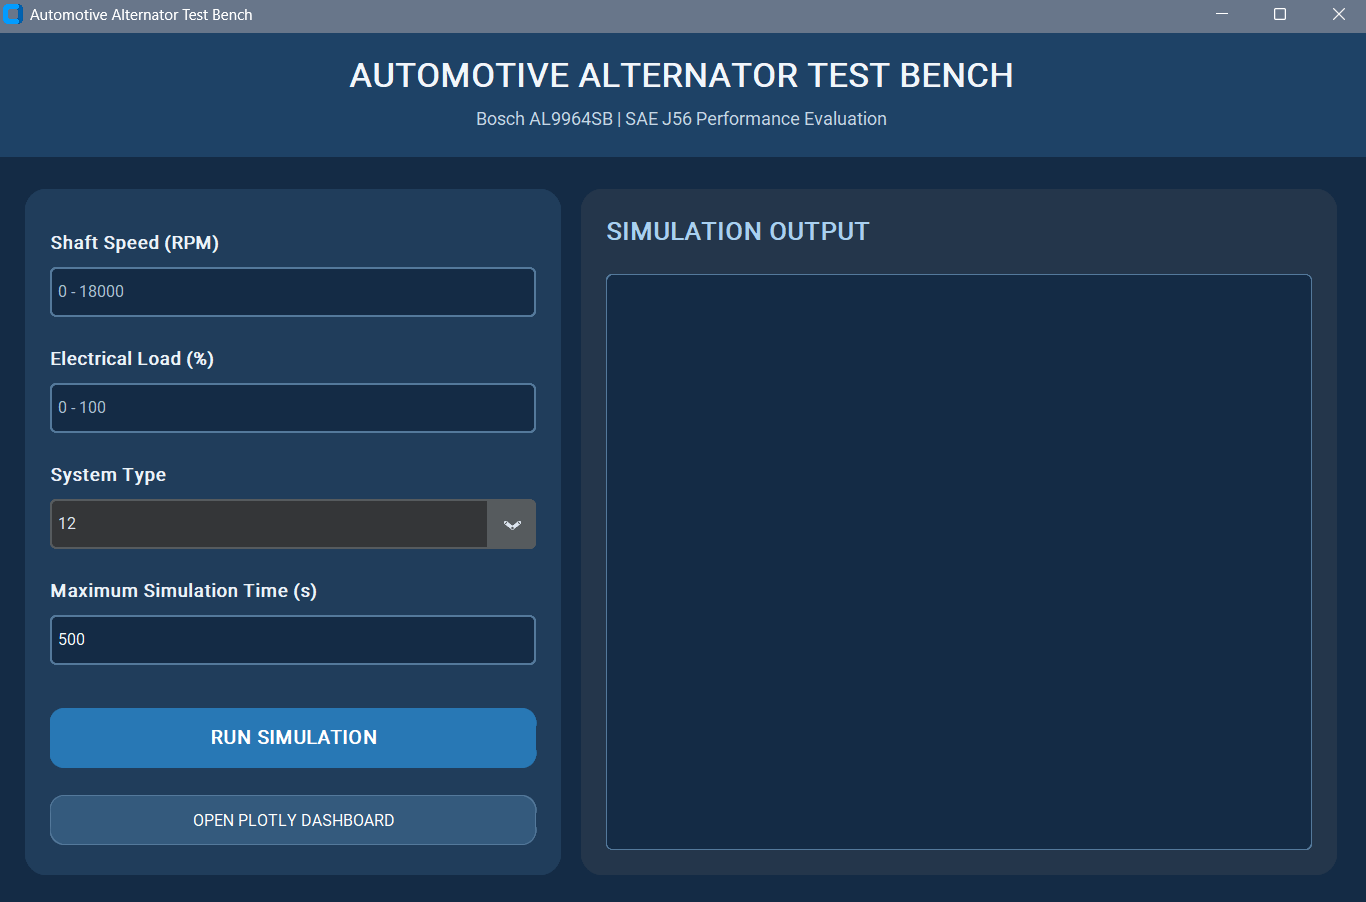 Automotive Alternator Test Bench
AUTOMOTIVE ALTERNATOR TEST BENCH
Bosch AL9964SB | SAE J56 Performance Evaluation
Shaft Speed (RPM)
0 - 18000
Electrical Load (%)
0 - 100
System Type
12
Maximum Simulation Time (s)
500
RUN SIMULATION
OPEN PLOTLY DASHBOARD
SIMULATION OUTPUT